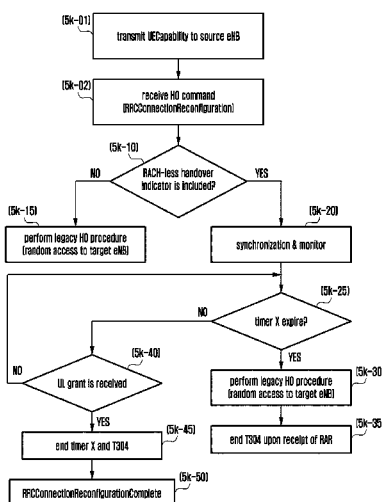 (5k-01)
transmit UECapability to source eNB
(5k-02)
receive HO command
(RRCConnectionReconfiguration)
(5k-10)
RACH-less handover
indicator is included?
NO
YES
(5k-15)
(5k-20)
perform legacy HO procedure
(random access to target eNB)
synchronization & monitor
(5k-25)
timer X expire?
NO
YES
(5k-40)
UL grant is received
NO
YES
(5k-30)
perform legacy HO procedure
(random access to target eNB)
(5k-35)
end T304 upon receipt of RAR
(5k-45)
end timer X and T304
(5k-50)
RRCConnectionReconfigurationComplete